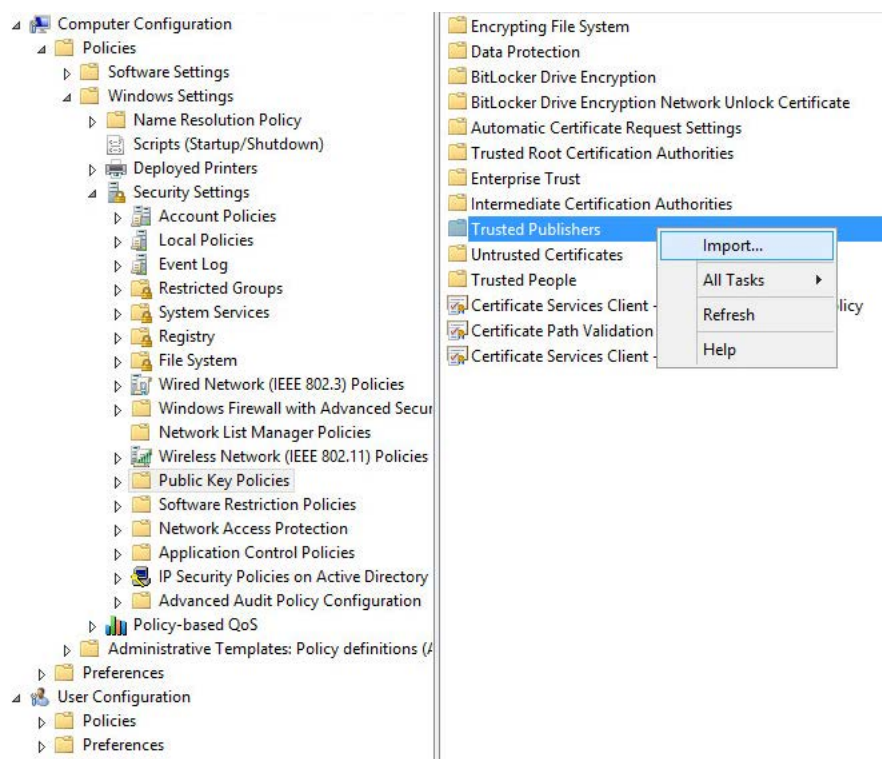 Computer Configuration
Policies
Software Settings
Windows Settings
Name Resolution Policy
Scripts (Startup/Shutdown)
Deployed Printers
Security Settings
Account Policies
Local Policies
Event Log
Restricted Groups
System Services
Registry
File System
Wired Network (IEEE 802.3) Policies
Windows Firewall with Advanced Secur
Network List Manager Policies
Wireless Network (IEEE 802.11) Policies
Public Key Policies
Software Restriction Policies
Network Access Protection
Application Control Policies
IP Security Policies on Active Directory
Advanced Audit Policy Configuration
Policy-based QoS
Administrative Templates: Policy definitions (A
Preferences
User Configuration
Policies
Preferences
Encrypting File System
Data Protection
BitLocker Drive Encryption
BitLocker Drive Encryption Network Unlock Certificate
Automatic Certificate Request Settings
Trusted Root Certification Authorities
Enterprise Trust
Intermediate Certification Authorities
Trusted Publishers
Untrusted Certificates
Trusted People
Certificate Services Client - licy
Certificate Path Validation
Certificate Services Client -
Import...
All Tasks
Refresh
Help